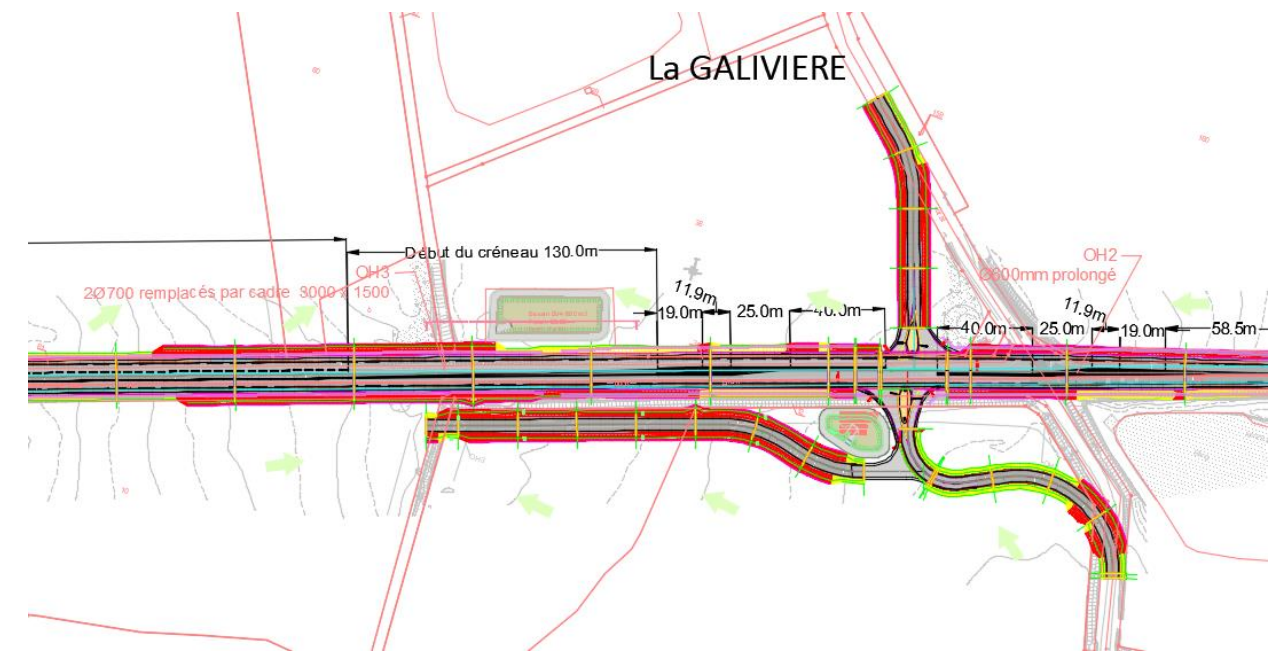 La GALIVIERE
Début du créneau 130.0m
OH3
2Ø700 remplacés par cadre 3000 x 1500
19.0m
11.9m
25.0m
40.0m
OH2
Ø600mm prolongé
40.0m
25.0m
11.9m
19.0m
58.5m